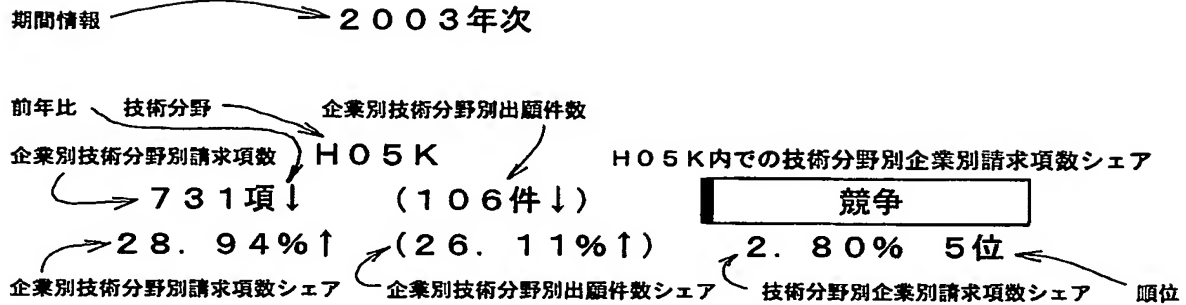 期間情報 2003年次
前年比 技術分野 企業別技術分野別出願件数
企業別技術分野別請求項数 H05K H05K内での技術分野別企業別請求項数シェア
731項↓ (106件↓) 競争
28.94%↑ (26.11%↑) 2.80% 5位
企業別技術分野別請求項数シェア 企業別技術分野別出願件数シェア 技術分野別企業別請求項数シェア 順位